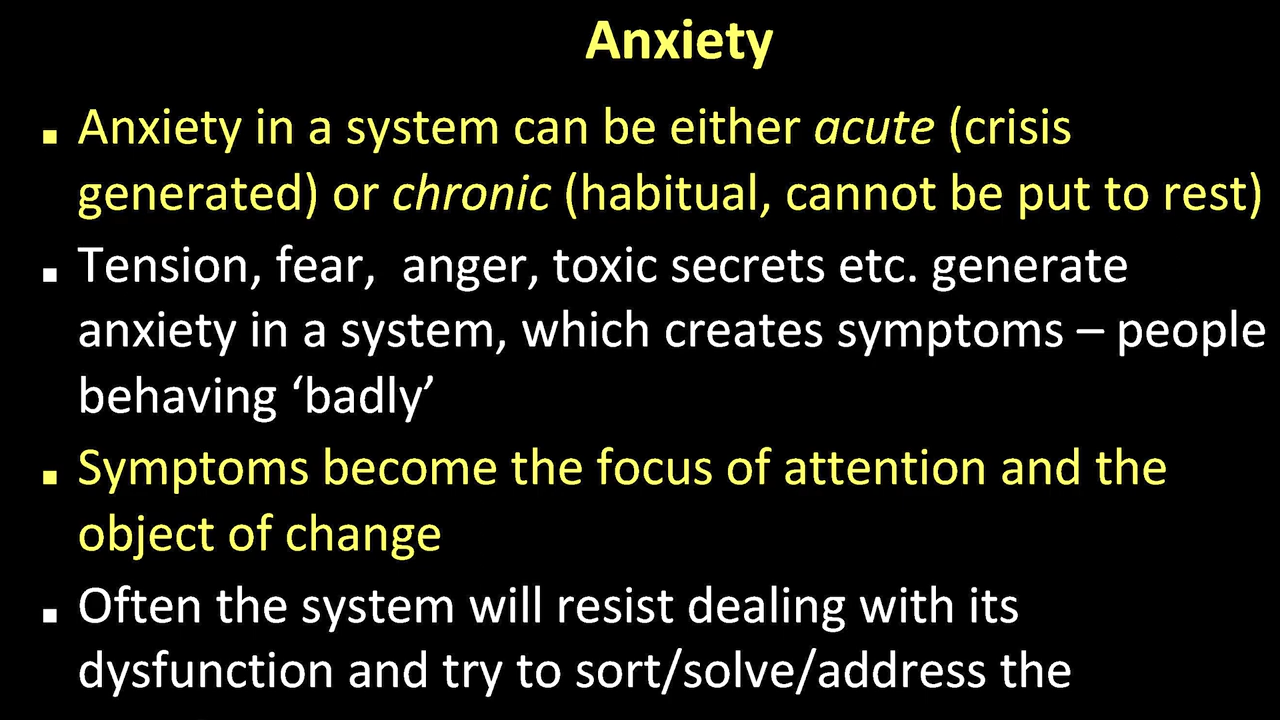 Anxiety
▪ Anxiety in a system can be either acute (crisis
generated) or chronic (habitual, cannot be put to rest)
▪ Tension, fear,  anger, toxic secrets etc. generate
anxiety in a system, which creates symptoms – people
behaving ‘badly’
▪ Symptoms become the focus of attention and the
object of change
▪ Often the system will resist dealing with its
dysfunction and try to sort/solve/address the